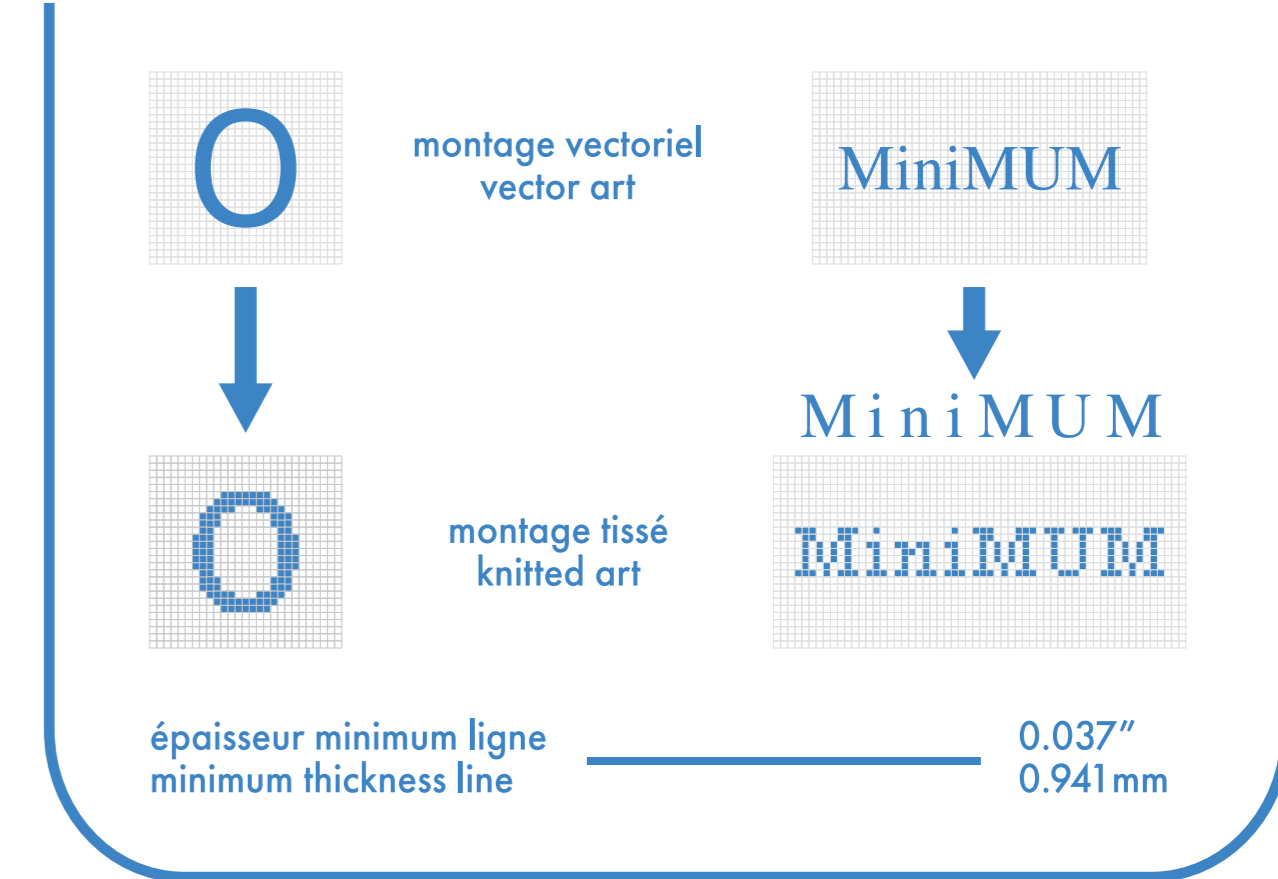 O
montage vectoriel
vector art
MiniMUM
MiniMUM
O
montage tissé
knitted art
MiniMUM
épaisseur minimum ligne
minimum thickness line
0.037"
0.941mm